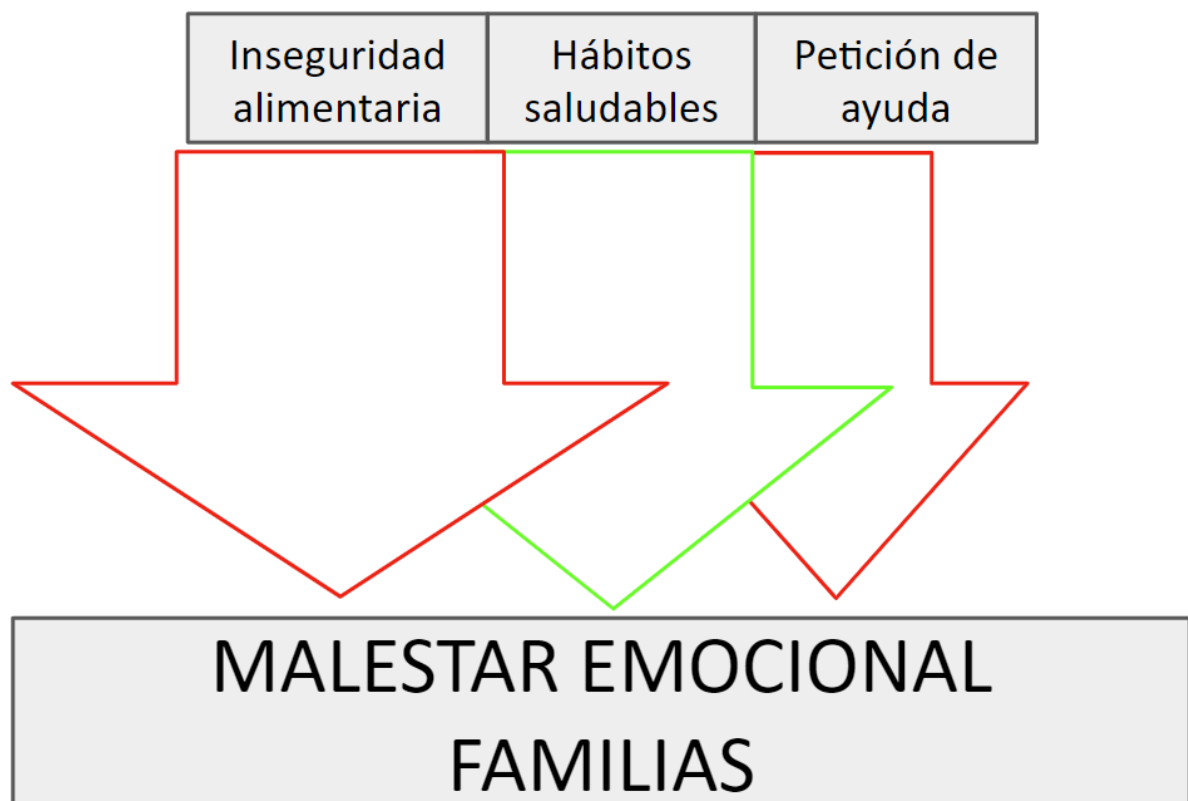 Inseguridad
alimentaria
Hábitos
saludables
Petición de
ayuda
MALESTAR EMOCIONAL
FAMILIAS